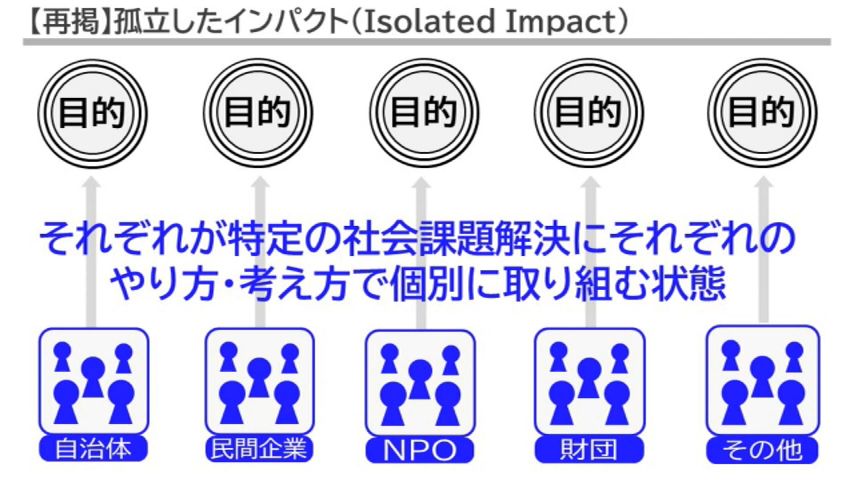 【再掲】孤立したインパクト(Isolated Impact)
目的 目的 目的 目的 目的
それぞれが特定の社会課題解決にそれぞれの
やり方・考え方で個別に取り組む状態
自治体 民間企業 NPO 財団 その他